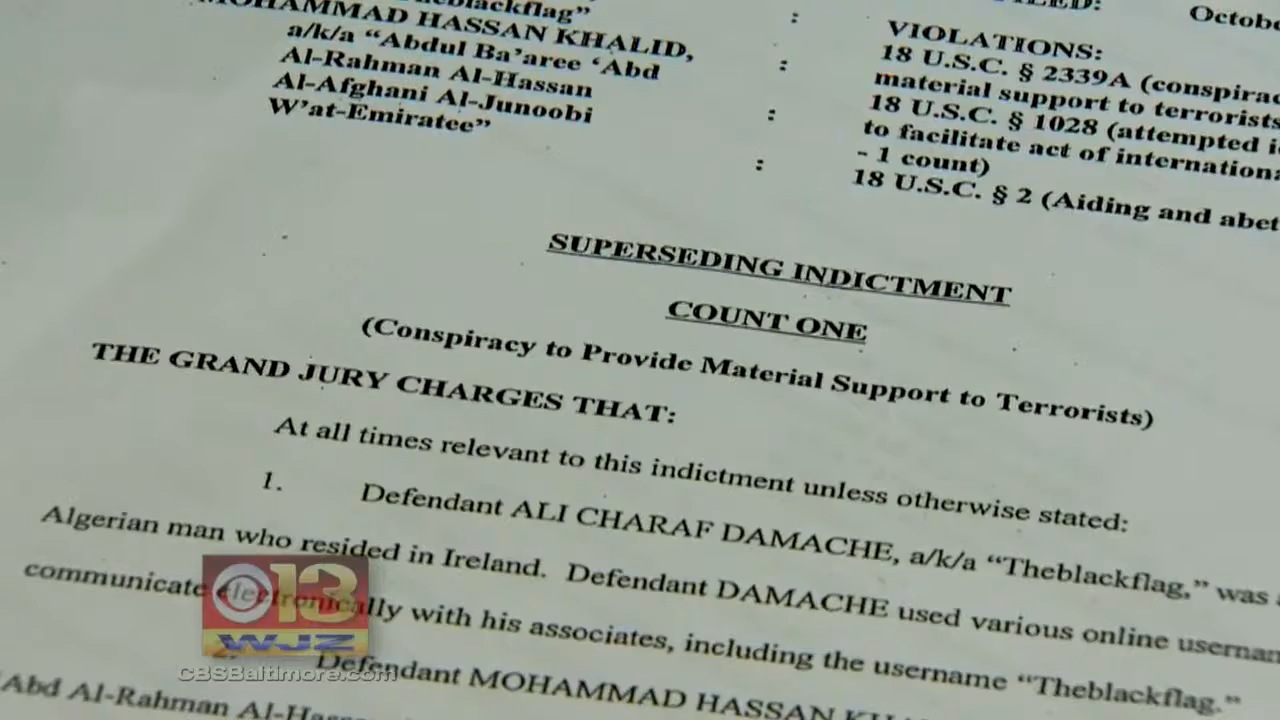 Theblackflag”
MOHAMMAD HASSAN KHALID,
a/k/a “Abdul Ba’aree ‘Abd
Al-Rahman Al-Hassan
Al-Afghani Al-Junoobi
W’at-Emiratee”
:
:
:
:
VIOLATIONS:
18 U.S.C. § 2339A (conspirac
material support to terrorists
18 U.S.C. § 1028 (attempted i
to facilitate act of internationa
- 1 count)
18 U.S.C. § 2 (Aiding and abet
SUPERSEDING INDICTMENT
COUNT ONE
(Conspiracy to Provide Material Support to Terrorists)
THE GRAND JURY CHARGES THAT:
At all times relevant to this indictment unless otherwise stated:
1. Defendant ALI CHARAF DAMACHE, a/k/a “Theblackflag,” was
Algerian man who resided in Ireland. Defendant DAMACHE used various online usernam
communicate electronically with his associates, including the username “Theblackflag.”
2. Defendant MOHAMMAD HASSAN
Abd Al-Rahman
13
WJZ
CBSBaltimore.com